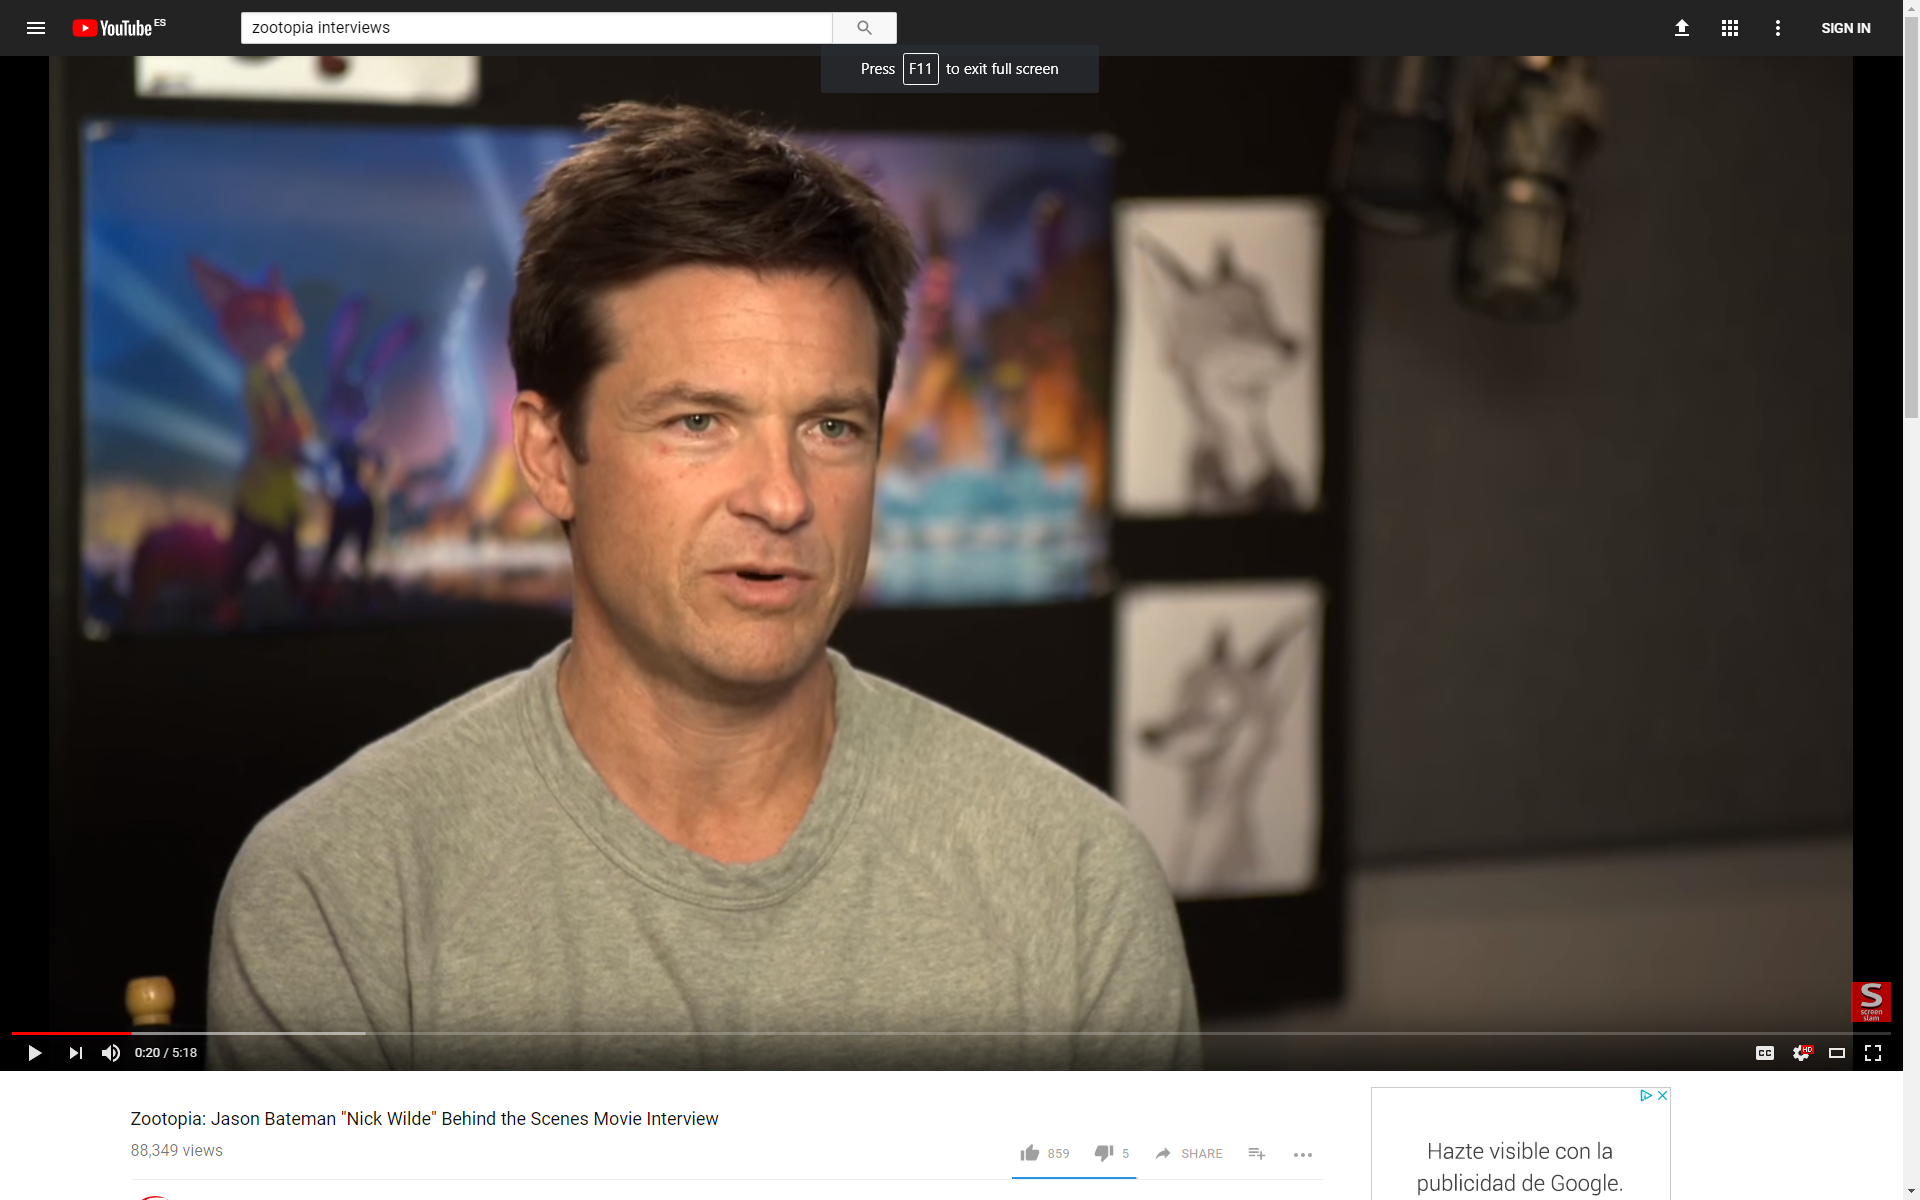 YouTube ES
zootopia interviews
SIGN IN
Press F11 to exit full screen
S
screen
slam
0:20 / 5:18
CC
HD
Zootopia: Jason Bateman "Nick Wilde" Behind the Scenes Movie Interview
88,349 views
859
5
SHARE
Hazte visible con la
publicidad de Google.